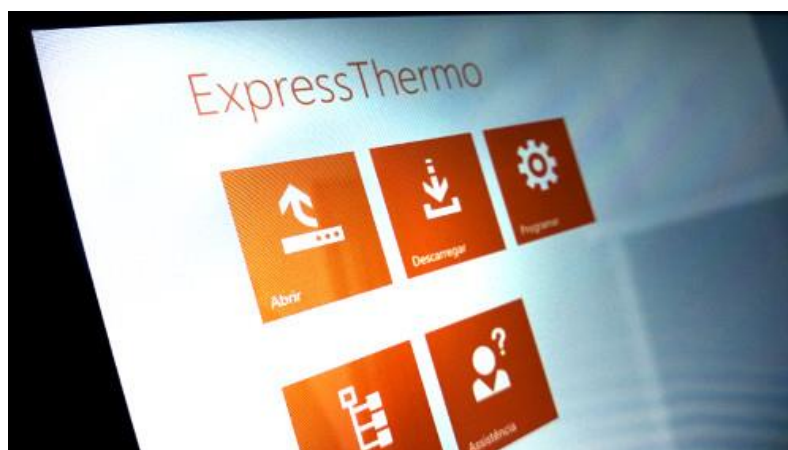 ExpressThermo
Abrir
Descarregar
Programar
Assistência